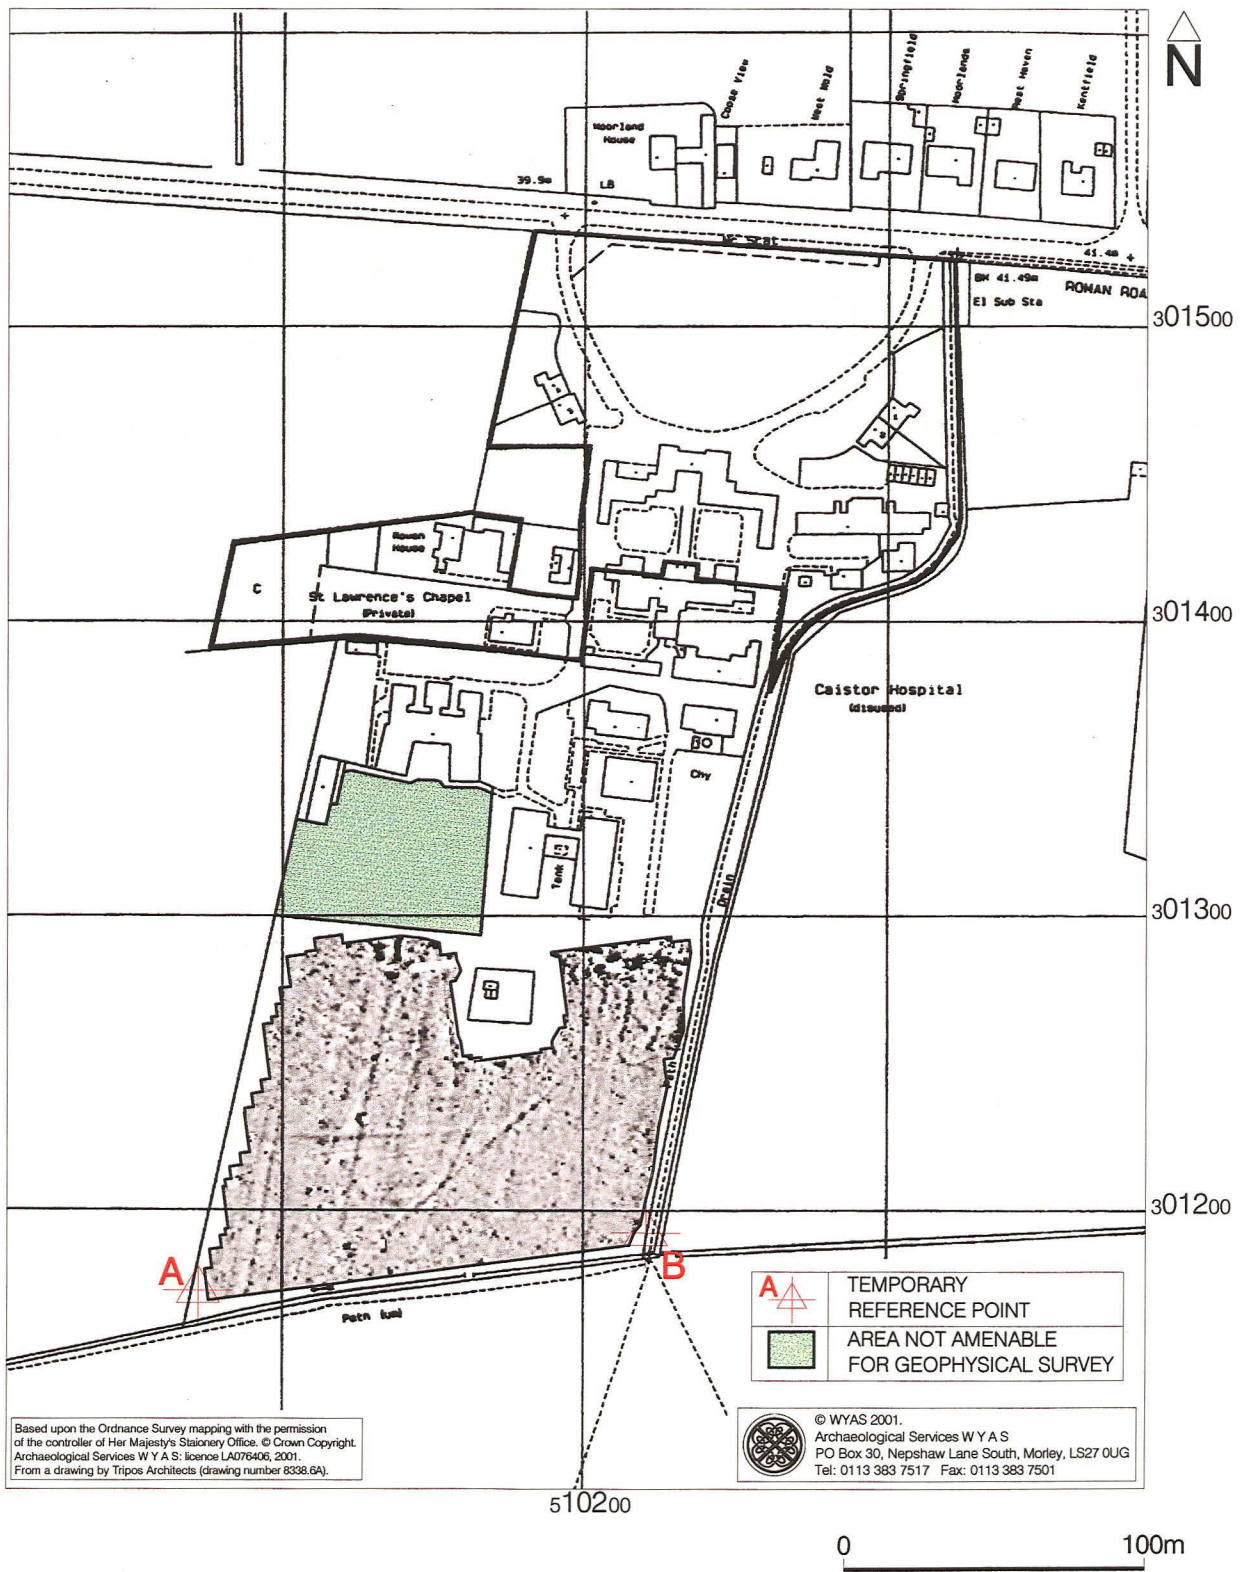 N
Springfield
Moorlands
Rest Haven
Kentfield
Moorland
House
39.9m
LB
41.4m
BM 41.49m
ROMAN ROA
El Sub Sta
301500
Rowan
House
C
St Lawrence's Chapel
(Private)
301400
Caistor Hospital
(disused)
Chy
Tank
Drain
301300
301200
A
B
Path (um)
A
TEMPORARY
REFERENCE POINT
AREA NOT AMENABLE
FOR GEOPHYSICAL SURVEY
Based upon the Ordnance Survey mapping with the permission
of the controller of Her Majesty's Staionery Office. © Crown Copyright.
Archaeological Services W Y A S: licence LA076406, 2001.
From a drawing by Tripos Architects (drawing number 8338.6A).
© WYAS 2001.
Archaeological Services W Y A S
PO Box 30, Nepshaw Lane South, Morley, LS27 0UG
Tel: 0113 383 7517 Fax: 0113 383 7501
510200
0 100m